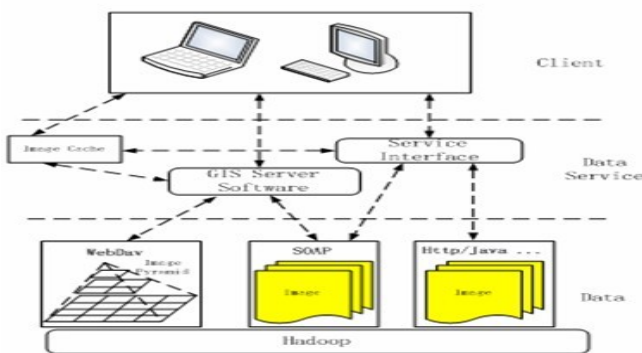 Client
Image Cache
Service
Interface
GIS Server
Software
Data
Service
WebDav
Image
Pyramid
SOAP
Image
Http/Java ...
Image
Data
Hadoop